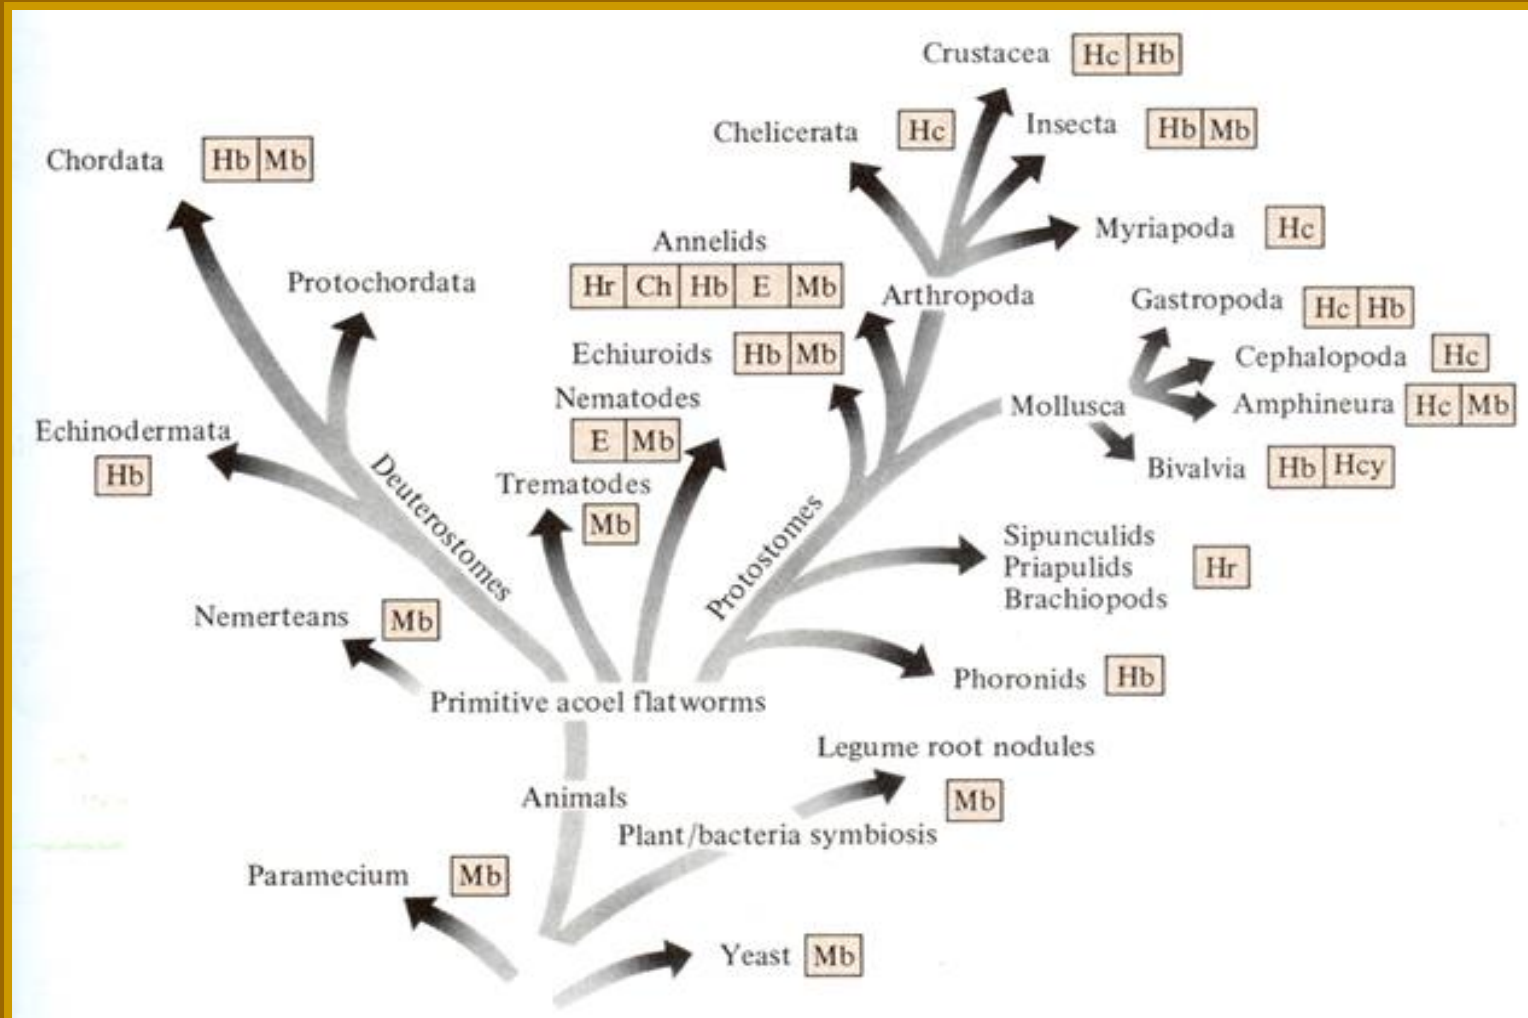 Crustacea Hc Hb
Chelicerata Hc
Insecta Hb Mb
Chordata Hb Mb
Myriapoda Hc
Annelids
Hr Ch Hb E Mb
Protochordata
Arthropoda
Gastropoda Hc Hb
Echiuroids Hb Mb
Cephalopoda Hc
Nematodes
E Mb
Mollusca
Amphineura Hc Mb
Echinodermata
Hb
Bivalvia Hb Hcy
Trematodes
Mb
Deuterostomes
Protostomes
Sipunculids
Priapulids
Brachiopods
Hr
Nemerteans Mb
Phoronids Hb
Primitive acoel flatworms
Legume root nodules
Mb
Animals
Plant/bacteria symbiosis
Paramecium Mb
Yeast Mb